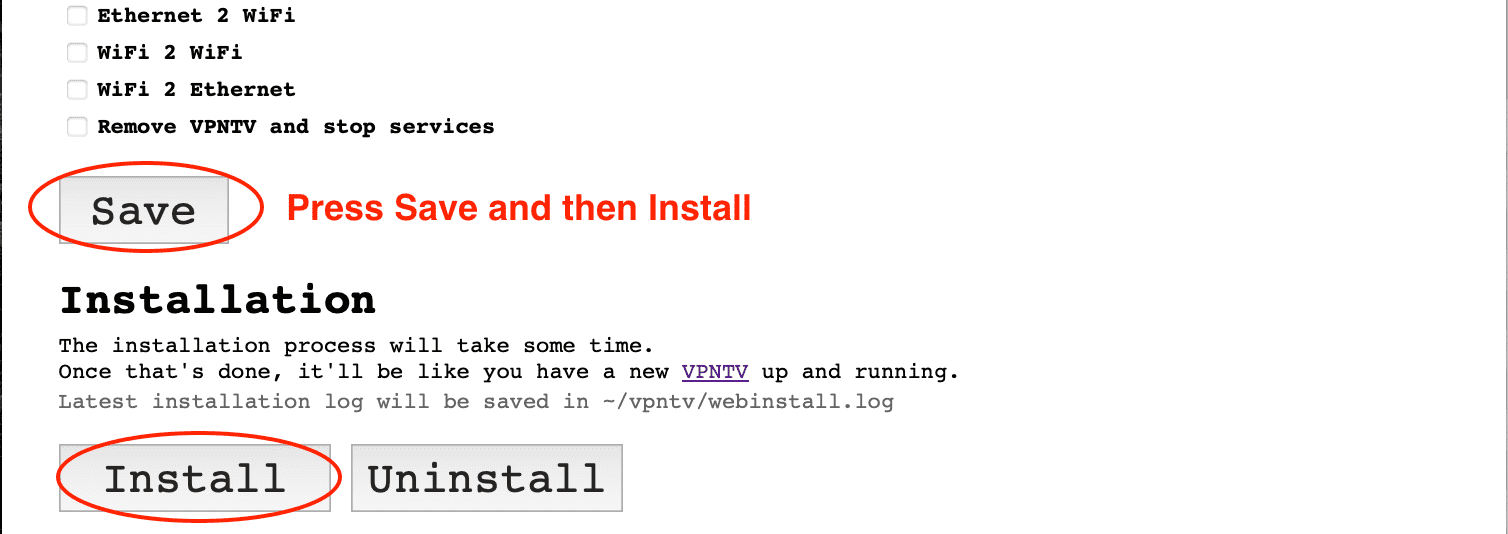 Ethernet 2 WiFi
WiFi 2 WiFi
WiFi 2 Ethernet
Remove VPNTV and stop services
Save
Press Save and then Install
Installation
The installation process will take some time.
Once that's done, it'll be like you have a new VPNTV up and running.
Latest installation log will be saved in ~/vpntv/webinstall.log
Install Uninstall